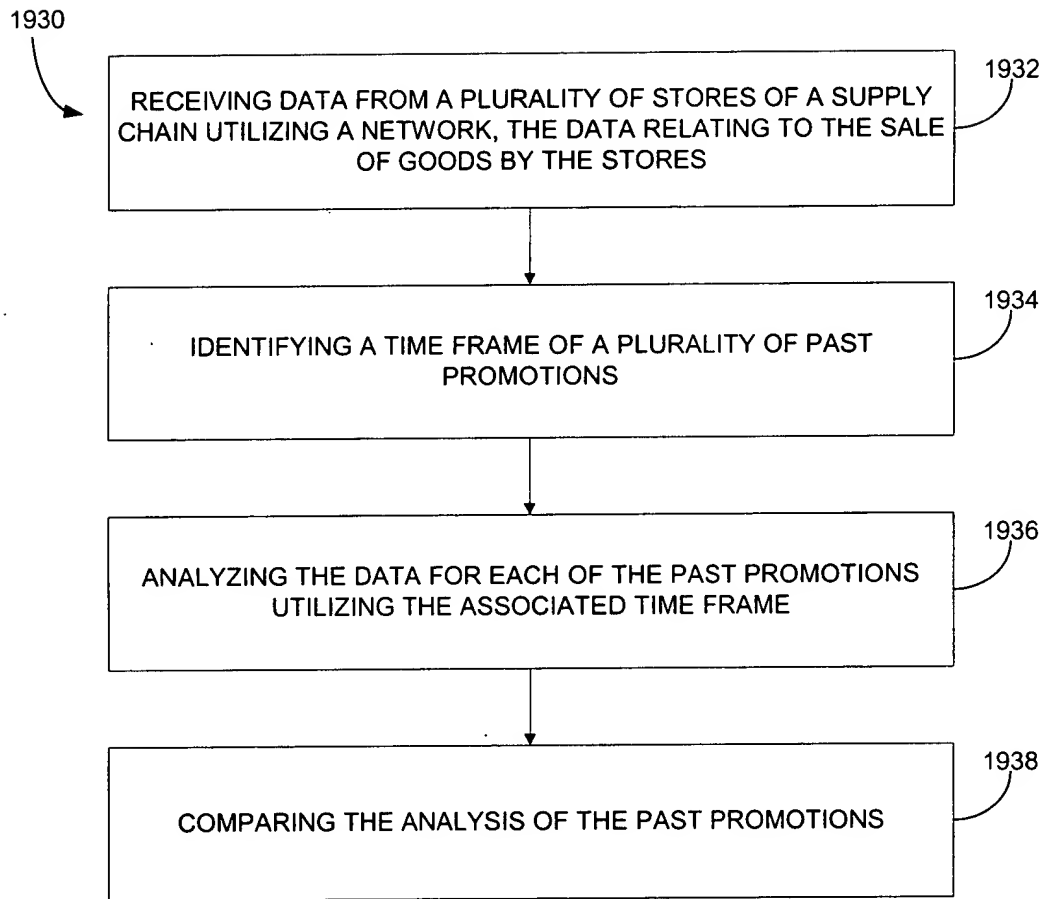 1930
1932
RECEIVING DATA FROM A PLURALITY OF STORES OF A SUPPLY
CHAIN UTILIZING A NETWORK, THE DATA RELATING TO THE SALE
OF GOODS BY THE STORES
1934
IDENTIFYING A TIME FRAME OF A PLURALITY OF PAST
PROMOTIONS
1936
ANALYZING THE DATA FOR EACH OF THE PAST PROMOTIONS
UTILIZING THE ASSOCIATED TIME FRAME
1938
COMPARING THE ANALYSIS OF THE PAST PROMOTIONS